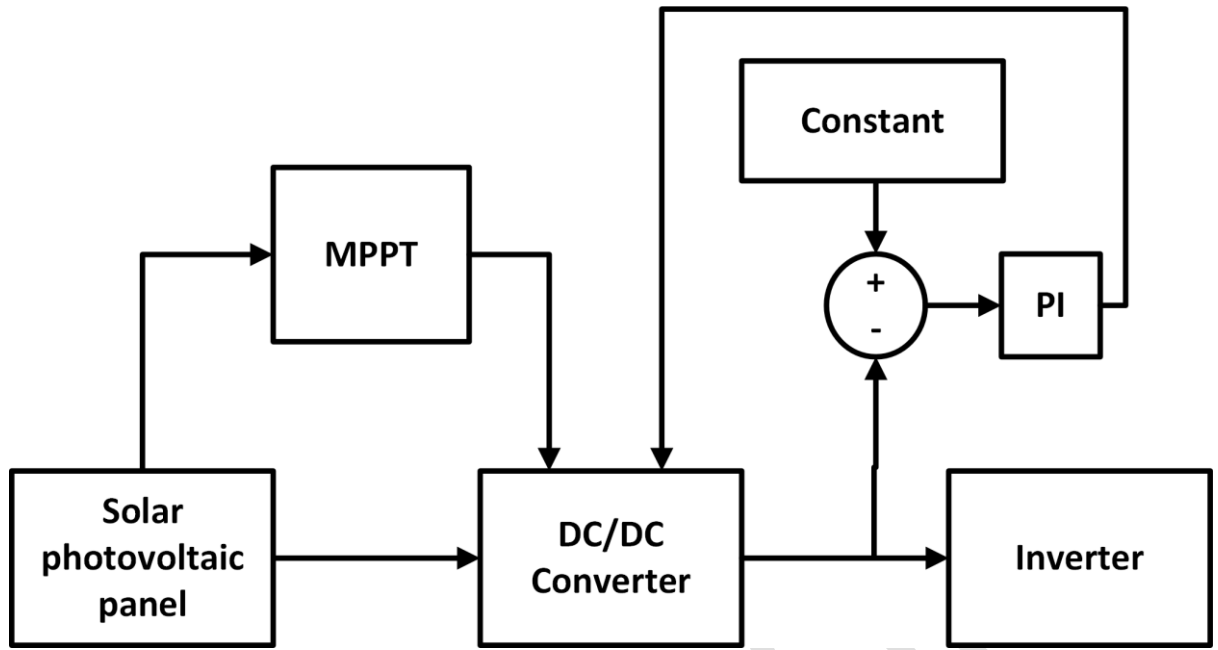 Constant
MPPT
+
-
PI
Solar
photovoltaic
panel
DC/DC
Converter
Inverter